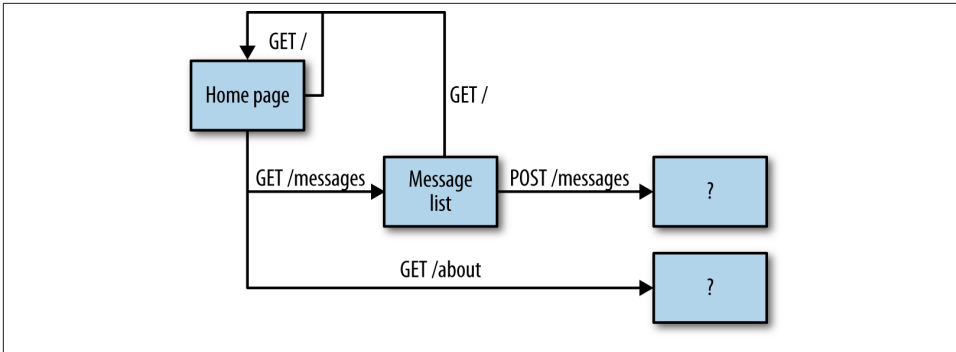 GET /
Home page
GET /
GET /messages
Message
list
POST /messages
?
GET /about
?